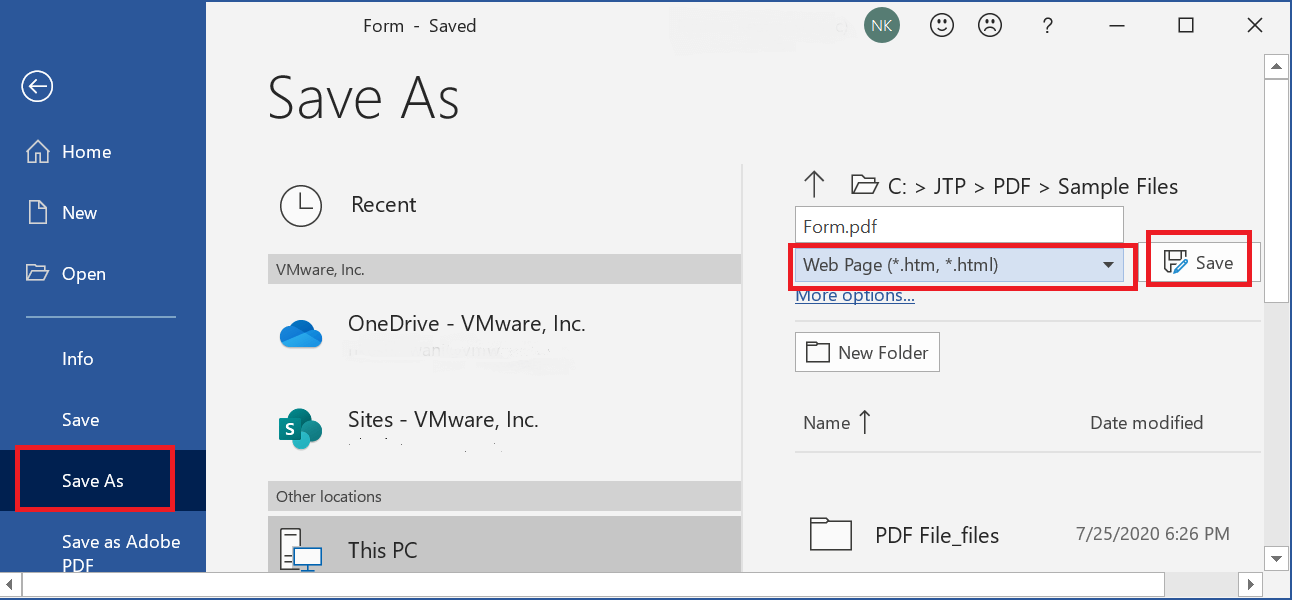 Form - Saved
NK
?
Save As
Home
New
Open
Info
Save
Save As
Save as Adobe
PDF
Recent
VMware, Inc.
OneDrive - VMware, Inc.
S
Sites - VMware, Inc.
Other locations
This PC
C: > JTP > PDF > Sample Files
Form.pdf
Web Page (*.htm, *.html)
Save
More options...
New Folder
Name
Date modified
PDF File_files
7/25/2020 6:26 PM